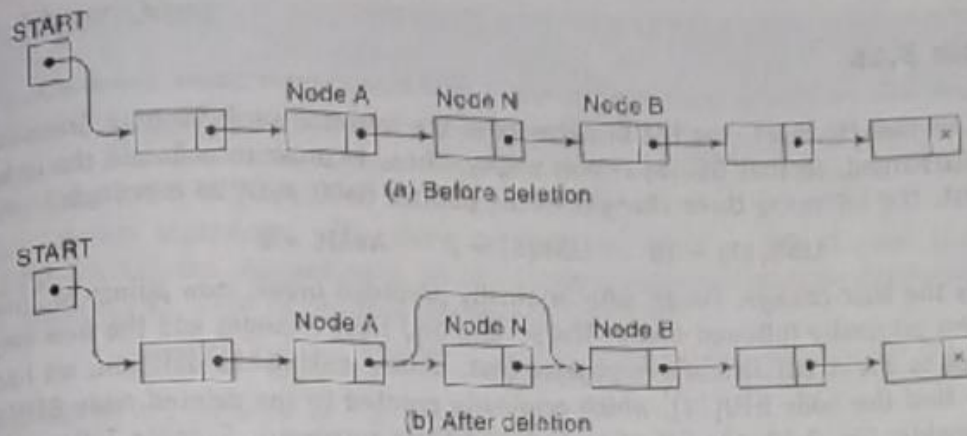 START
Node A Node N Node B
×
(a) Before deletion
START
Node A Node N Node B
×
(b) After deletion